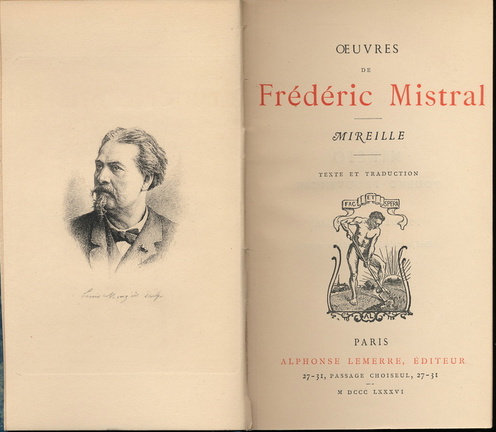 ŒUVRES
DE
Frédéric Mistral
MIREILLE
TEXTE ET TRADUCTION
FAC ET SPERA
AL
PARIS
ALPHONSE LEMERRE, ÉDITEUR
27-31, PASSAGE CHOISEUL, 27-31
M DCCC LXXXVI